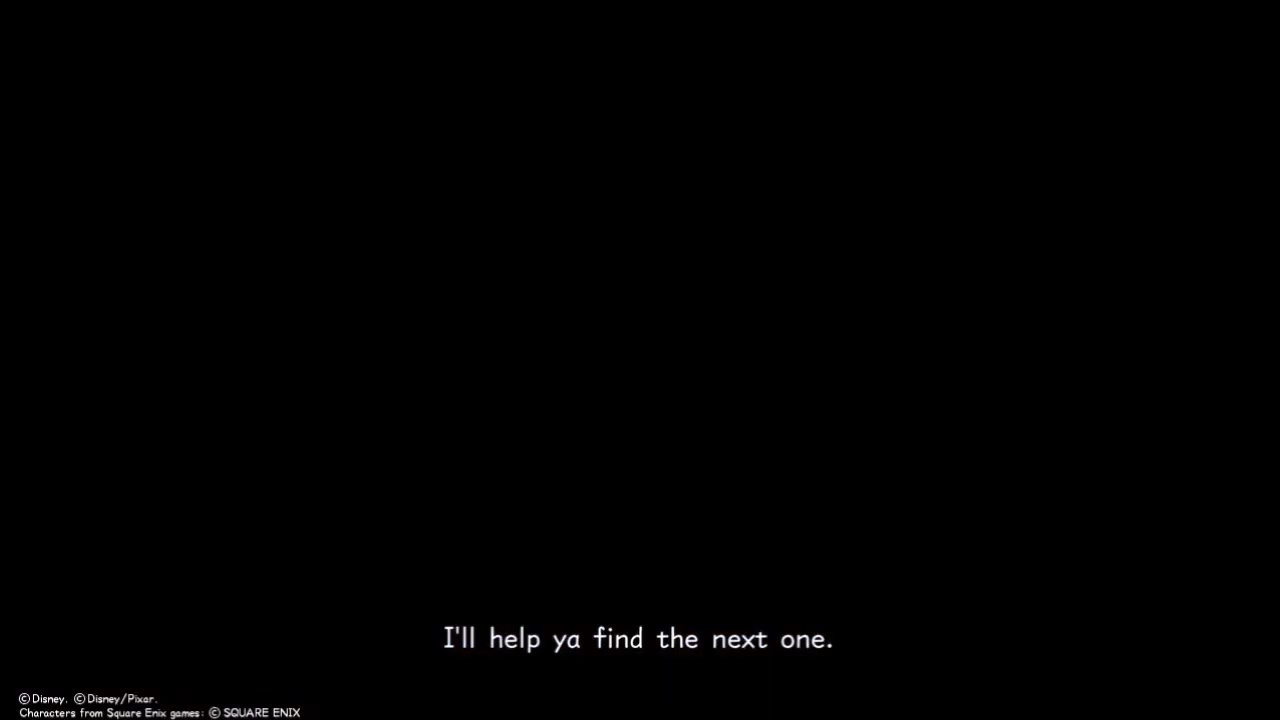 I'll help ya find the next one.
©Disney. ©Disney/Pixar.
Characters from Square Enix games: © SQUARE ENIX